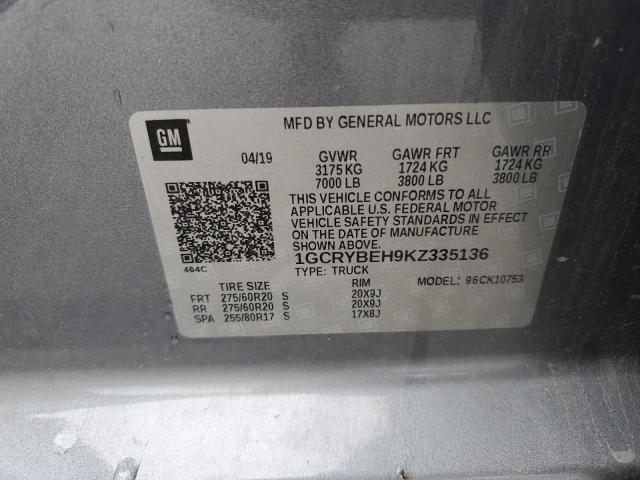 GM
MFD BY GENERAL MOTORS LLC
04/19 GVWR GAWR FRT GAWR RR
3175 KG 1724 KG 1724 KG
7000 LB 3800 LB 3800 LB
THIS VEHICLE CONFORMS TO ALL
APPLICABLE U.S. FEDERAL MOTOR
VEHICLE SAFETY STANDARDS IN EFFECT
ON THE DATE OF MANUFACTURE
SHOWN ABOVE.
464C
1GCRYBEH9KZ335136
TYPE: TRUCK MODEL: 96CK10753
TIRE SIZE RIM
FRT 275/60R20 S 20X9J
RR 275/60R20 S 20X9J
SPA 255/80R17 S 17X8J